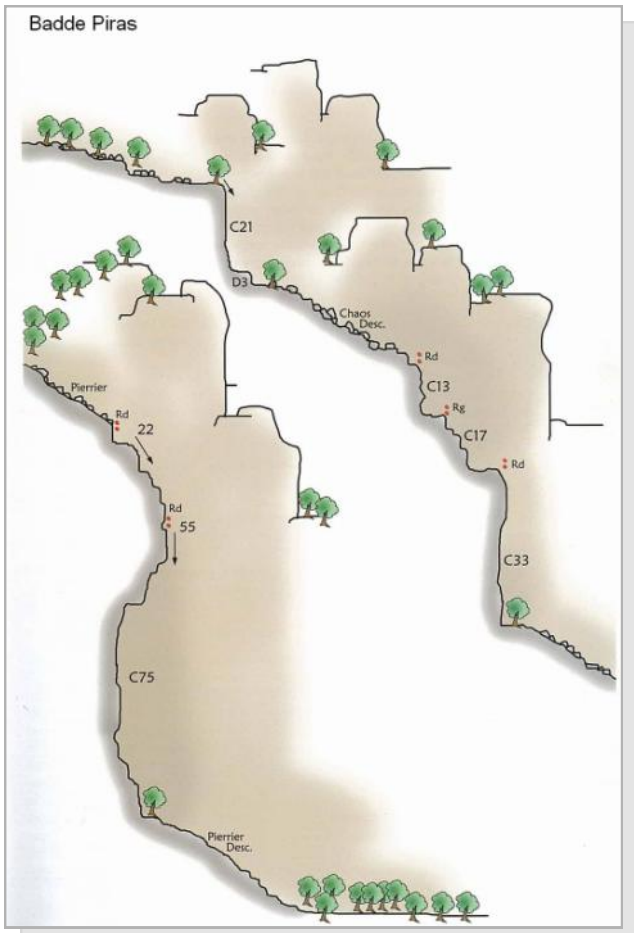 Badde Piras
C21
D3
Chaos
Desc.
Rd
C13
Rg
C17
Rd
C33
Pierrier
Rd
22
Rd
55
C75
Pierrier
Desc.